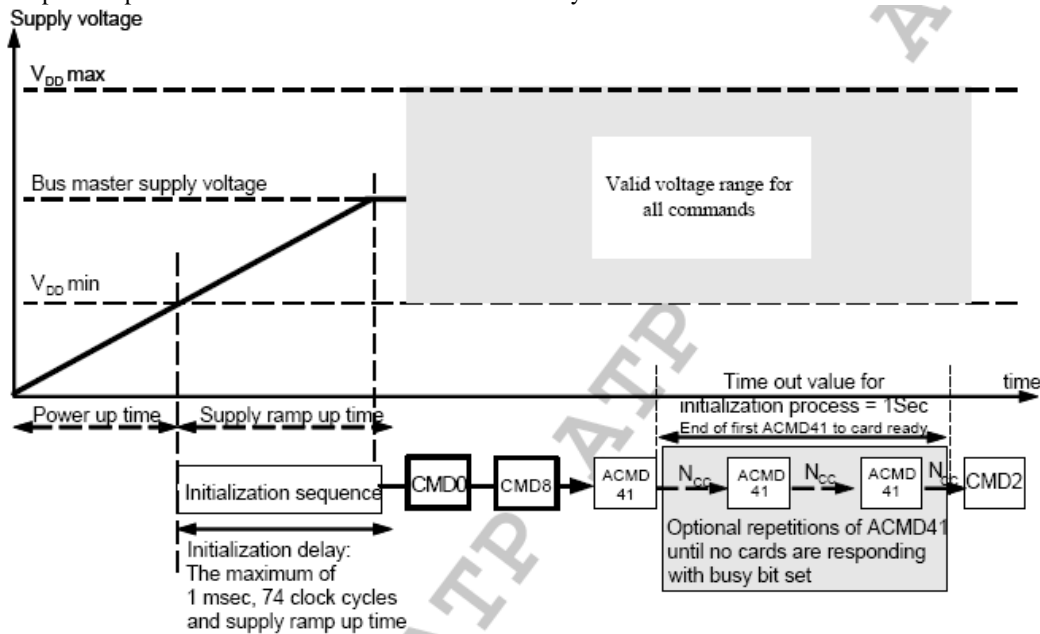 Supply voltage
V_DD max
Bus master supply voltage
Valid voltage range for
all commands
V_DD min
Time out value for
time
initialization process = 1Sec
End of first ACMD41 to card ready
Power up time
Supply ramp up time
Initialization sequence
CMD0
CMD8
ACMD
41
N_CC
ACMD
41
N_CC
ACMD
41
N_CC
CMD2
Optional repetitions of ACMD41
until no cards are responding
with busy bit set
Initialization delay:
The maximum of
1 msec, 74 clock cycles
and supply ramp up time
ATP
ATP